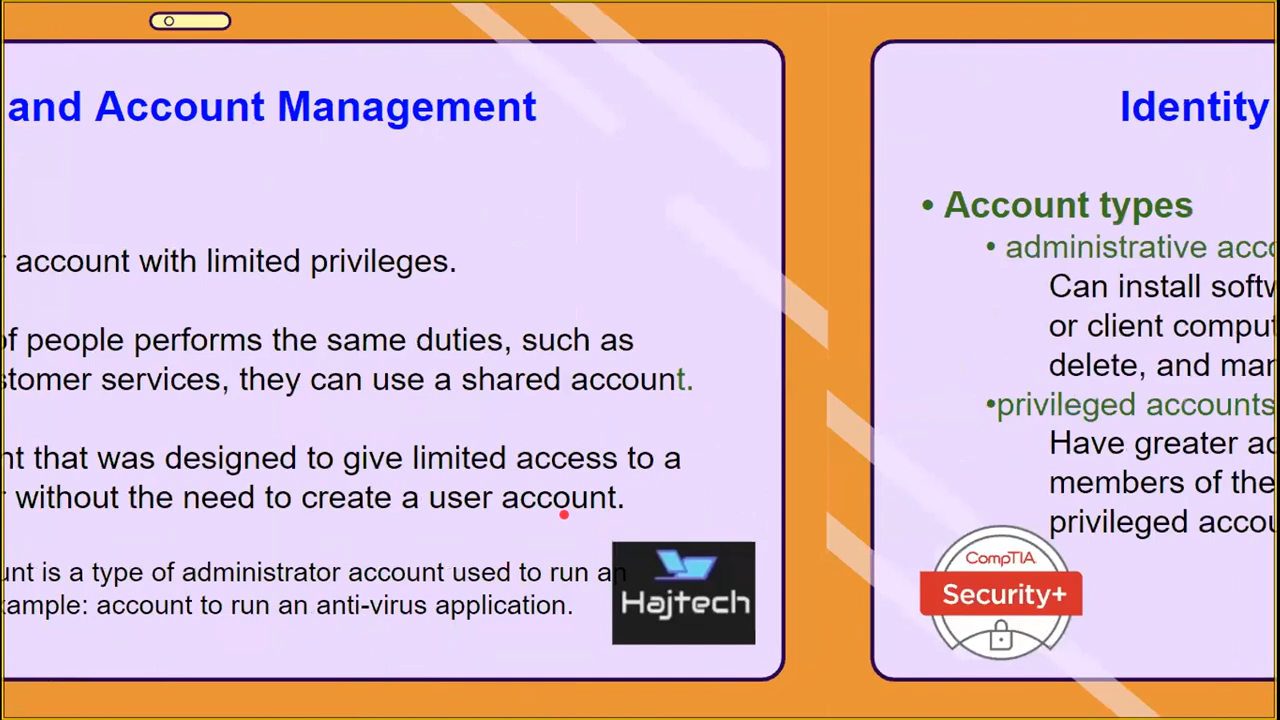 and Account Management
account with limited privileges.
of people performs the same duties, such as
stomer services, they can use a shared account.
nt that was designed to give limited access to a
without the need to create a user account.
unt is a type of administrator account used to run an
xample: account to run an anti-virus application.
Hajtech
Identity
• Account types
• administrative acco
Can install softw
or client comput
delete, and man
•privileged accounts
Have greater ac
members of the
privileged accou
CompTIA
Security+